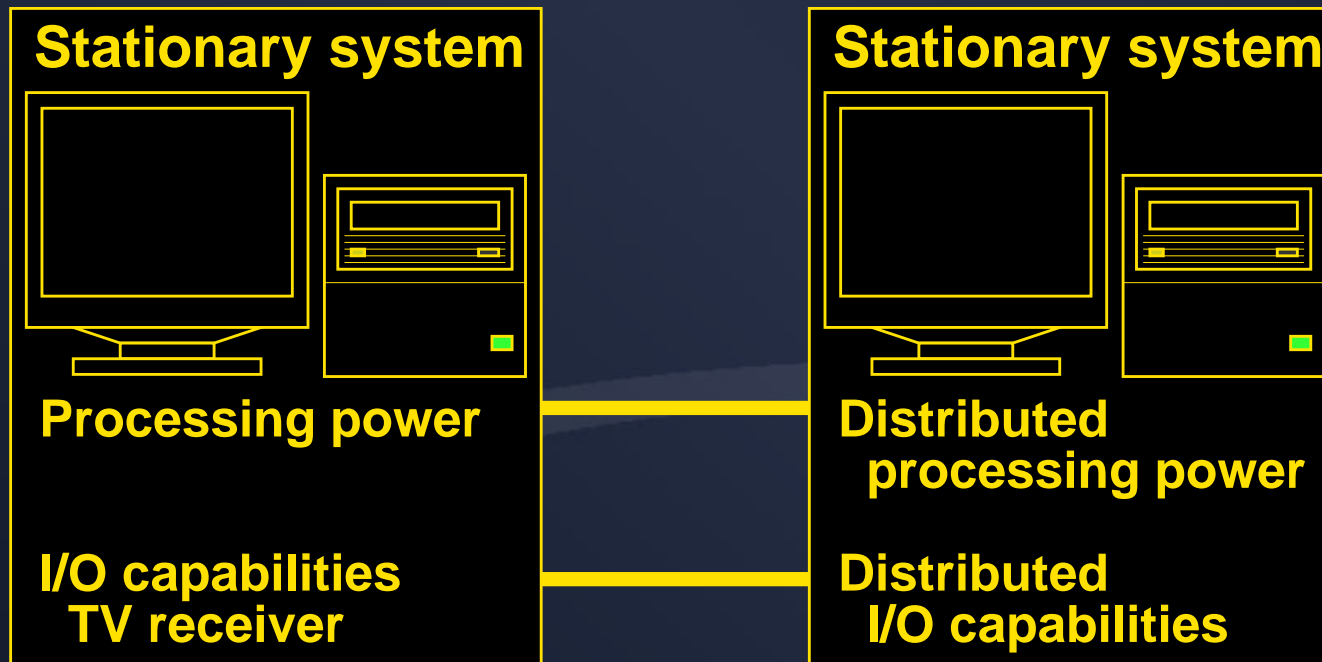 Stationary system
Processing power
I/O capabilities
TV receiver
Stationary system
Distributed
processing power
Distributed
I/O capabilities